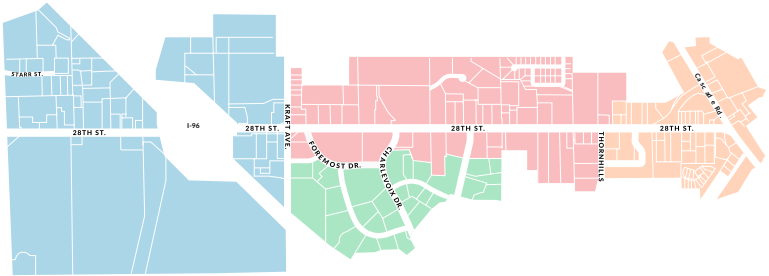 STARR ST.
28TH ST.
I-96
28TH ST.
KRAFT AVE.
FOREMOST DR.
CHARLEVOIX DR.
28TH ST.
THORNHILLS
28TH ST.
Cascade Rd.